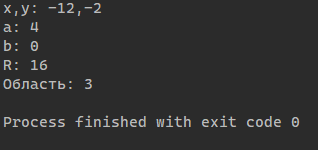 x,y: -12,-2
a: 4
b: 0
R: 16
Область: 3
Process finished with exit code 0